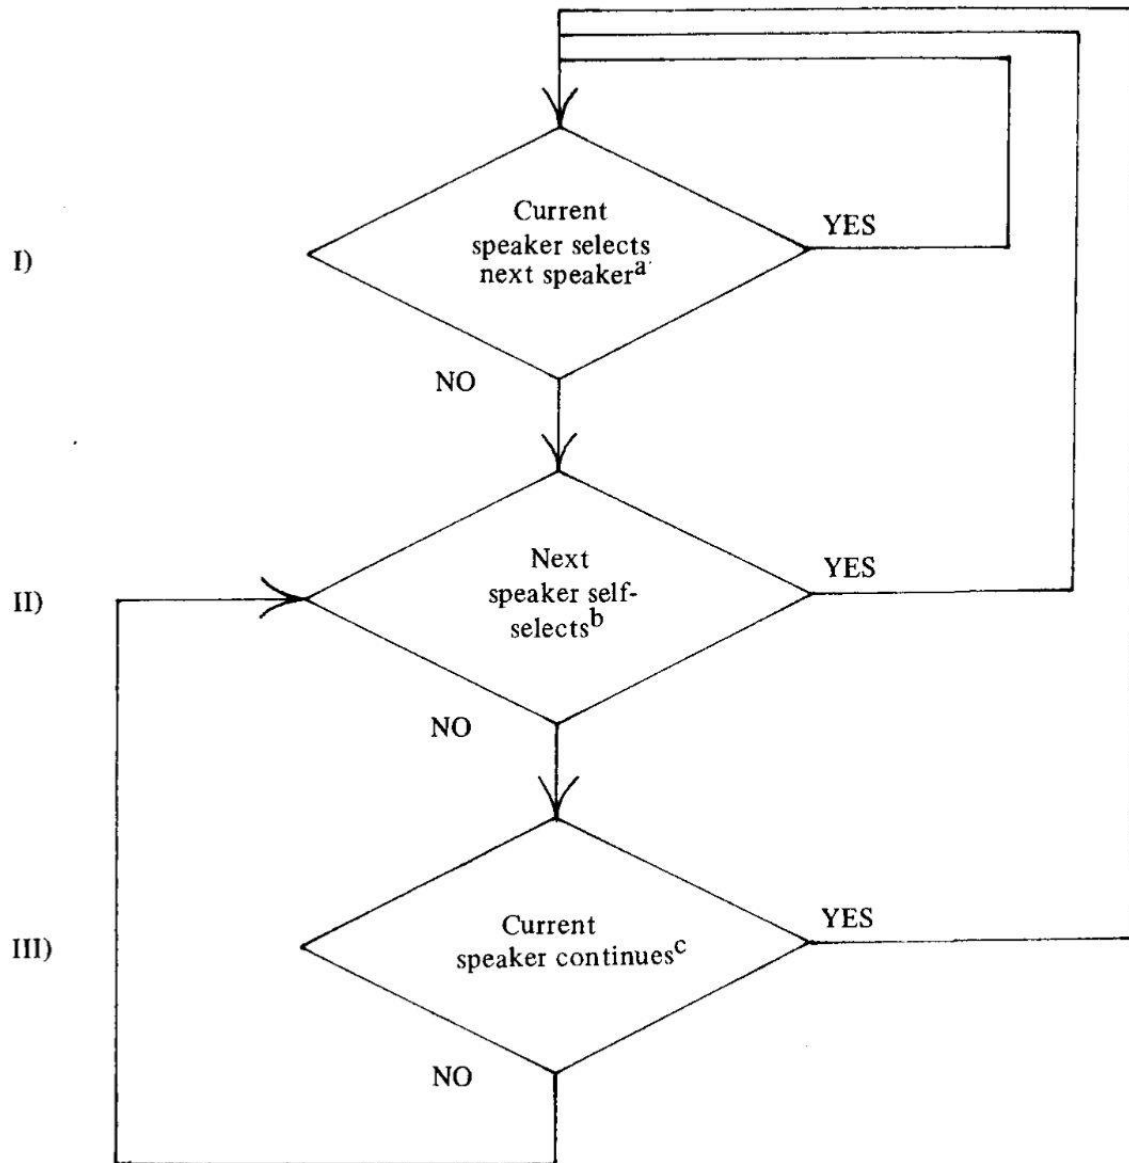 I)
Current
speaker selects
next speakera
YES
NO
II)
Next
speaker self-
selectsb
YES
NO
III)
Current
speaker continuesc
YES
NO